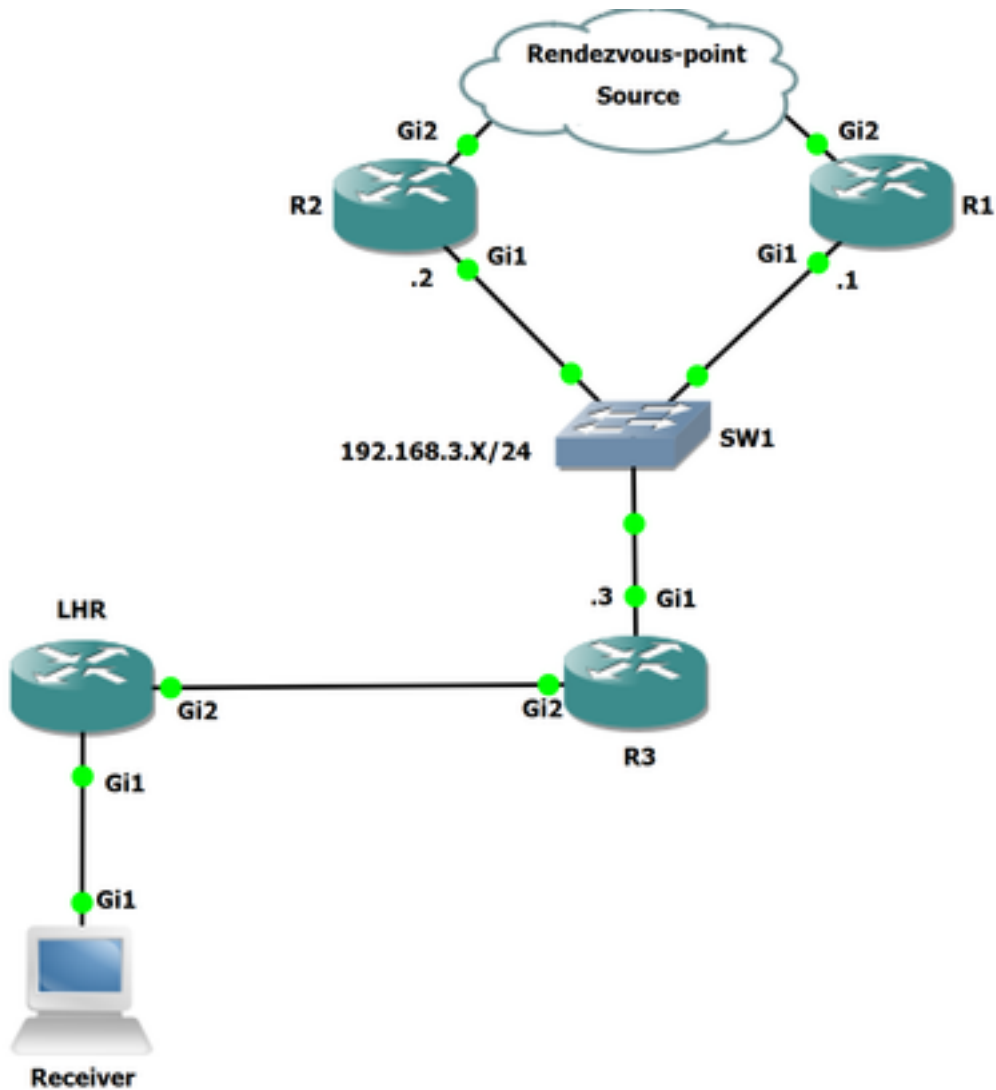 Rendezvous-point
Source
Gi2
Gi2
R2
R1
Gi1
Gi1
.2
.1
192.168.3.X/24
SW1
.3
Gi1
LHR
Gi2
Gi2
R3
Gi1
Gi1
Receiver